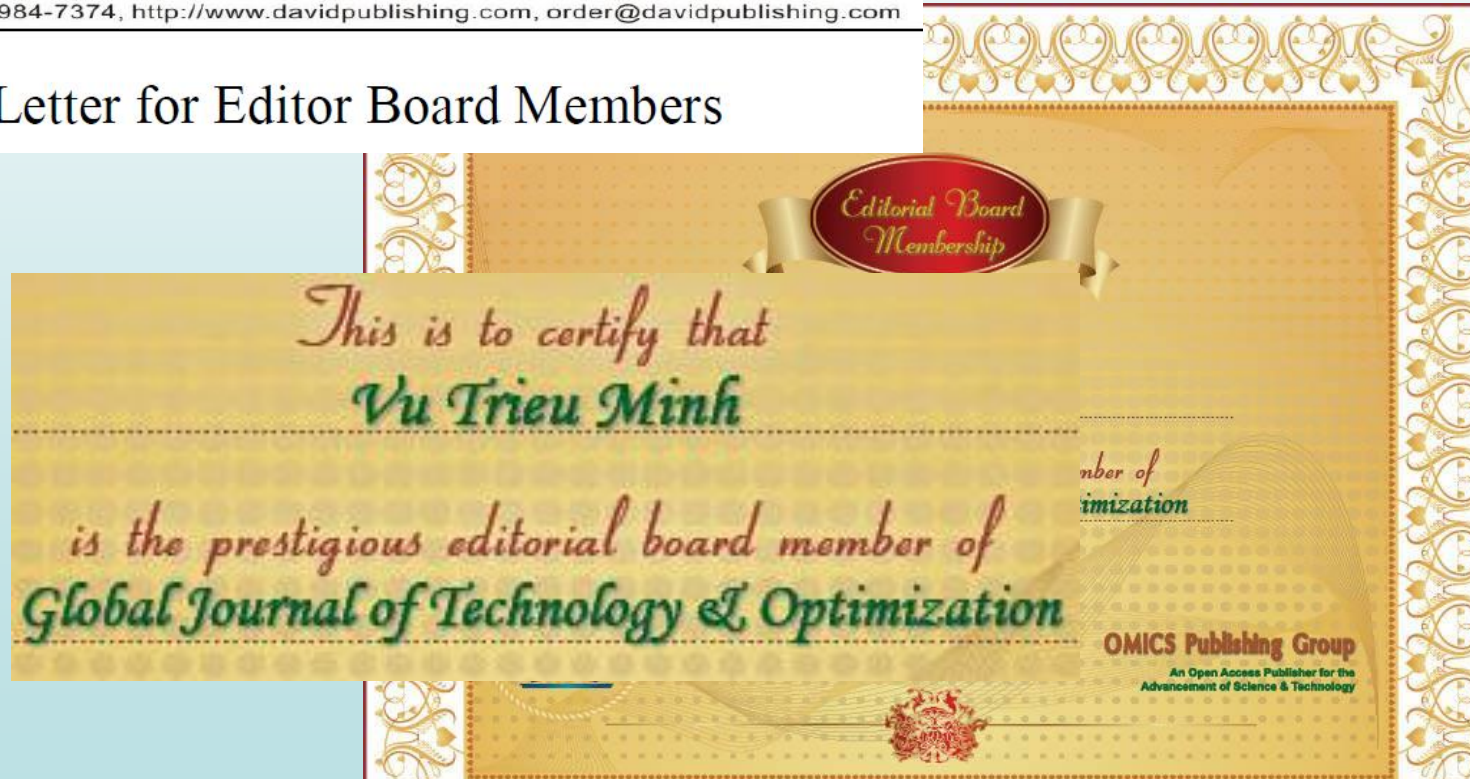 984-7374, http://www.davidpublishing.com, order@davidpublishing.com
Letter for Editor Board Members
Editorial Board
Membership
This is to certify that
Vu Trieu Minh
is the prestigious editorial board member of
Global Journal of Technology & Optimization
mber of
imization
OMICS Publishing Group
An Open Access Publisher for the
Advancement of Science & Technology